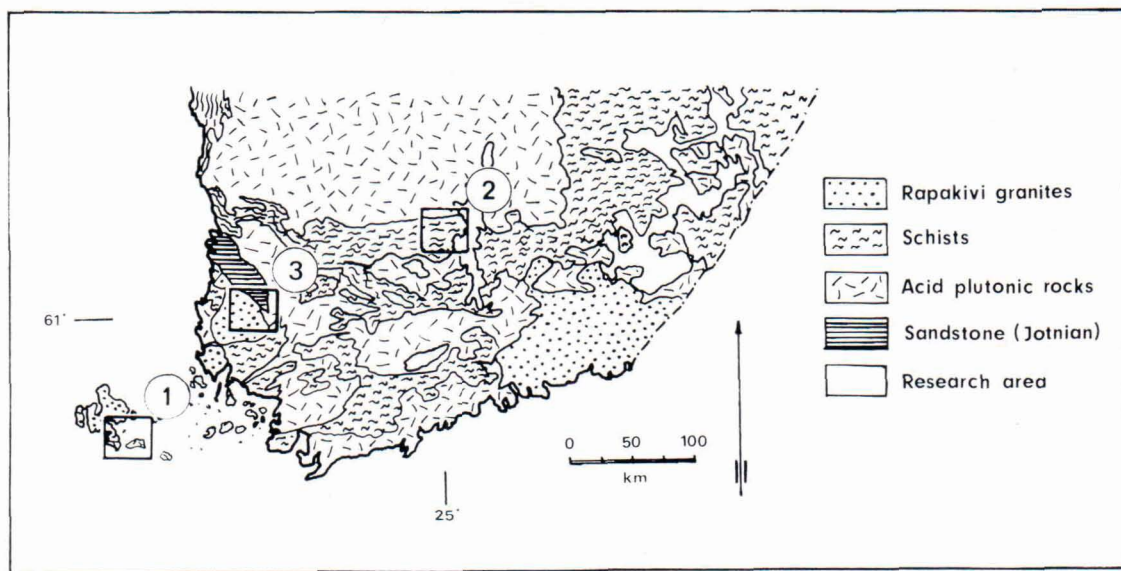 2
3
61°
1
25°
0 50 100
km
Rapakivi granites
Schists
Acid plutonic rocks
Sandstone (Jotnian)
Research area